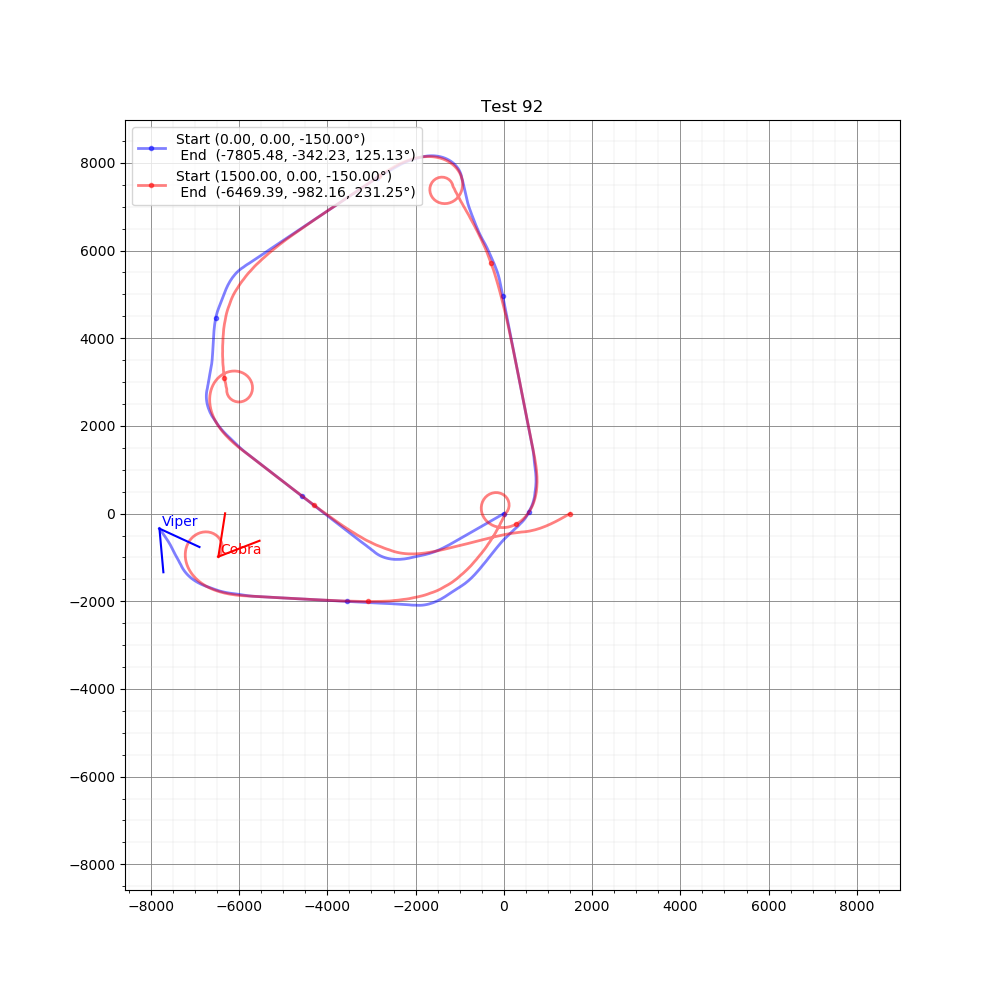 Test 92
Start (0.00, 0.00, -150.00°)
End (-7805.48, -342.23, 125.13°)
Start (1500.00, 0.00, -150.00°)
End (-6469.39, -982.16, 231.25°)
8000
6000
4000
2000
0
−2000
−4000
−6000
−8000
Viper
Cobra
−8000 −6000 −4000 −2000 0 2000 4000 6000 8000